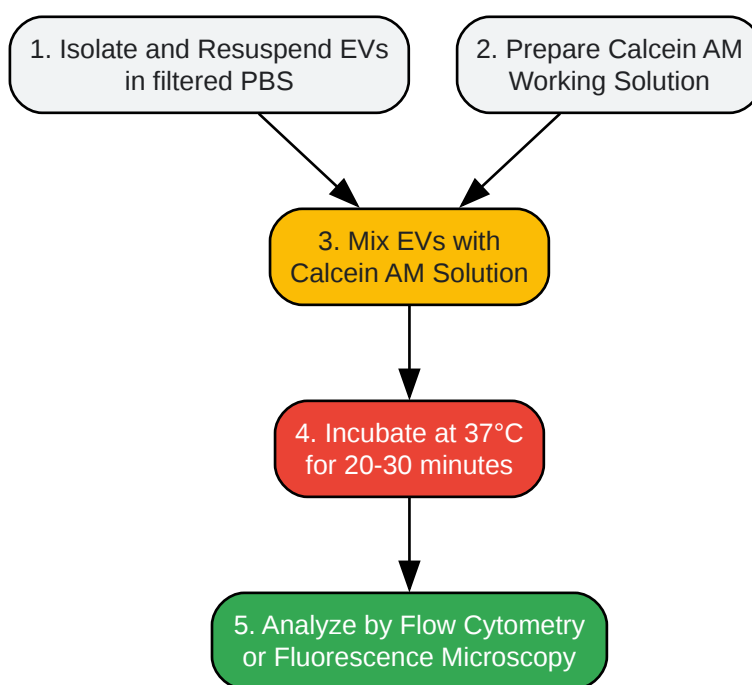 1. Isolate and Resuspend EVs
in filtered PBS
2. Prepare Calcein AM
Working Solution
3. Mix EVs with
Calcein AM Solution
4. Incubate at 37°C
for 20-30 minutes
5. Analyze by Flow Cytometry
or Fluorescence Microscopy